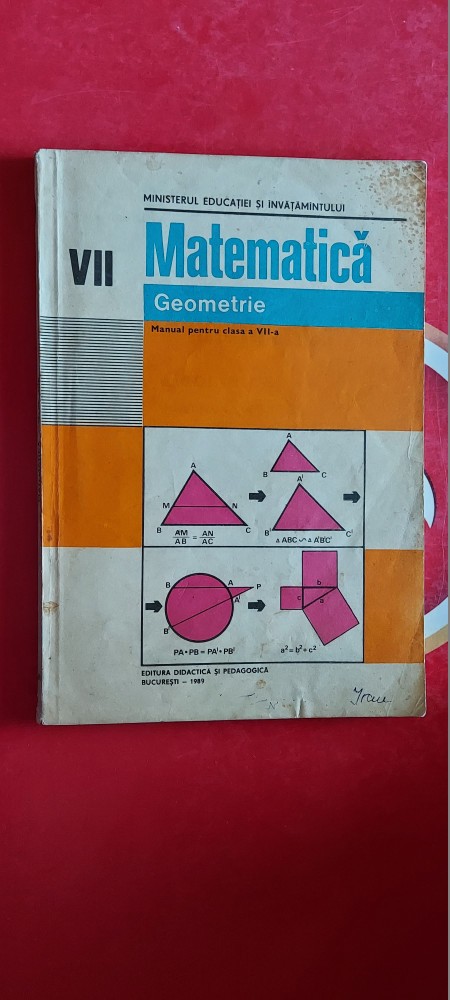 MINISTERUL EDUCAȚIEI ȘI ÎNVĂȚĂMÎNTULUI
VII
Matematică
Geometrie
Manual pentru clasa a VII-a
A
M N
B C
AM/AB = AN/AC
A
B C
A'
B' C'
Δ ABC ∽ Δ A'B'C'
B A P
A'
B'
PA • PB = PA' • PB'
b
c a
a² = b² + c²
EDITURA DIDACTICĂ ȘI PEDAGOGICĂ
BUCUREȘTI – 1989